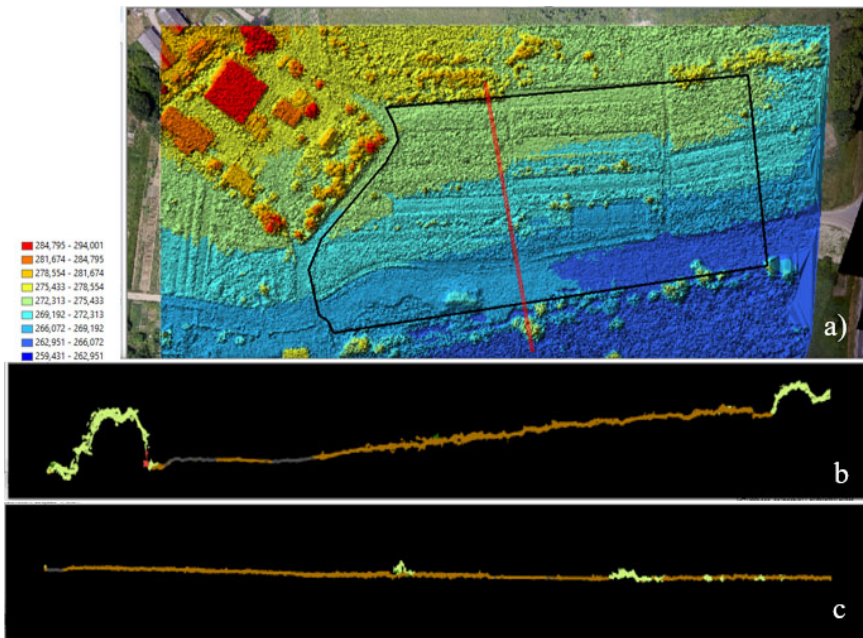 284,795 - 294,001
281,674 - 284,795
278,554 - 281,674
275,433 - 278,554
272,313 - 275,433
269,192 - 272,313
266,072 - 269,192
262,951 - 266,072
259,431 - 262,951
a)
b
c